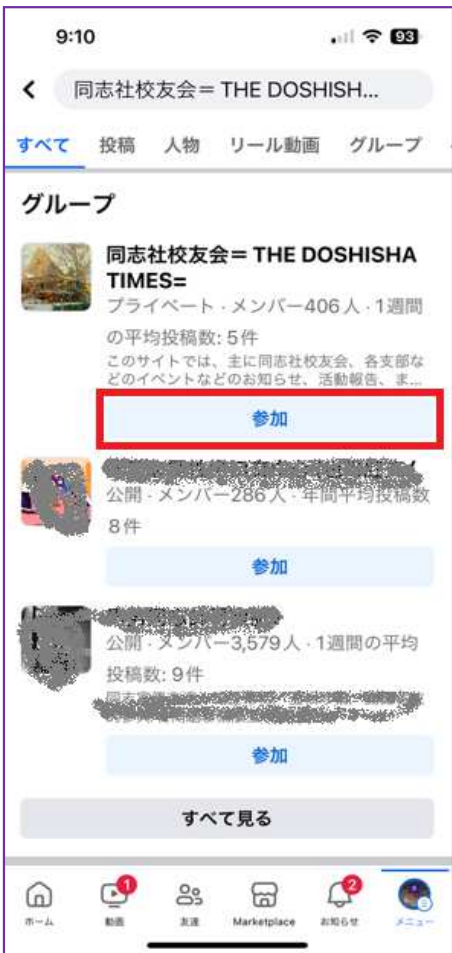 9:10
93
同志社校友会＝ THE DOSHISH...
すべて 投稿 人物 リール動画 グループ
グループ
同志社校友会＝ THE DOSHISHA
TIMES=
プライベート · メンバー406人 · 1週間
の平均投稿数: 5件
このサイトでは、主に同志社校友会、各支部な
どのイベントなどのお知らせ、活動報告、ま...
参加
公開 · メンバー286人 · 年間平均投稿数
8件
参加
公開 · メンバー3,579人 · 1週間の平均
投稿数: 9件
参加
すべて見る
1 2
ホーム 動画 友達 Marketplace お知らせ メニュー